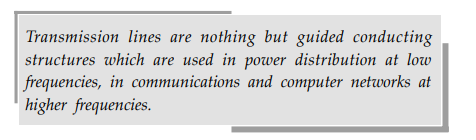 Transmission lines are nothing but guided conducting
structures which are used in power distribution at low
frequencies, in communications and computer networks at
higher frequencies.